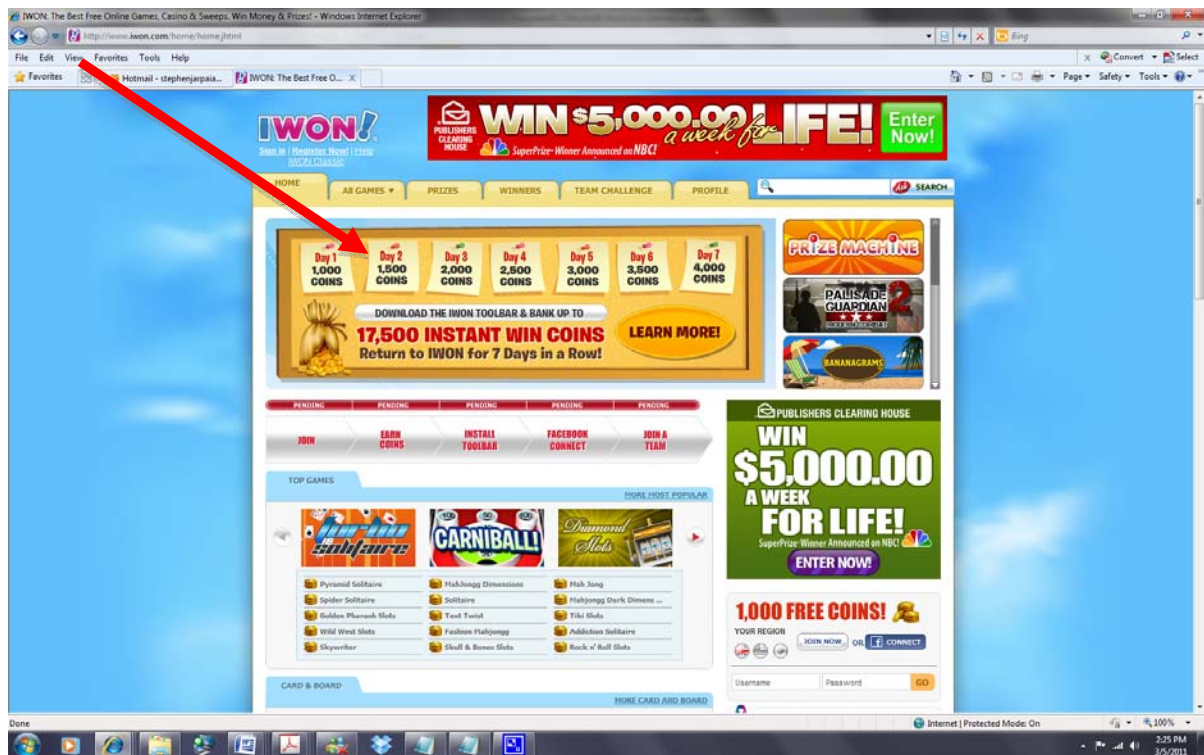 IWON: The Best Free Online Games, Casino & Sweeps. Win Money & Prizes! - Windows Internet Explorer
http://www.iwon.com/home/home.jhtml
Bing
File Edit View Favorites Tools Help
Convert
Select
Favorites
Hotmail - stephenjarpaia...
IWON: The Best Free O...
Page Safety Tools
IWON!
Sign in | Register Now! | Help
IWON Classic
PUBLISHERS CLEARING HOUSE
WIN $5,000.00 a week for LIFE!
SuperPrize Winner Announced on NBC!
Enter Now!
HOME
All GAMES
PRIZES
WINNERS
TEAM CHALLENGE
PROFILE
Ask SEARCH
Day 1 1,000 COINS
Day 2 1,500 COINS
Day 3 2,000 COINS
Day 4 2,500 COINS
Day 5 3,000 COINS
Day 6 3,500 COINS
Day 7 4,000 COINS
DOWNLOAD THE IWON TOOLBAR & BANK UP TO
17,500 INSTANT WIN COINS
Return to IWON for 7 Days in a Row!
LEARN MORE!
PRIZE MACHINE
PALISADE GUARDIAN 2
BANANAGRAMS
PENDING PENDING PENDING PENDING PENDING
JOIN
EARN COINS
INSTALL TOOLBAR
FACEBOOK CONNECT
JOIN A TEAM
TOP GAMES
MORE MOST POPULAR
solitaire
CARNIBALL!
Diamond Slots
Pyramid Solitaire
Mahjongg Dimensions
Mah Jong
Spider Solitaire
Solitaire
Mahjongg Dark Dimens ...
Golden Pharaoh Slots
Text Twist
Tiki Slots
Wild West Slots
Fashion Mahjongg
Addiction Solitaire
Skywriter
Skull & Bones Slots
Rock n' Roll Slots
CARD & BOARD
MORE CARD AND BOARD
PUBLISHERS CLEARING HOUSE
WIN
$5,000.00
A WEEK
FOR LIFE!
SuperPrize Winner Announced on NBC!
ENTER NOW!
1,000 FREE COINS!
YOUR REGION
JOIN NOW OR CONNECT
Username
Password
GO
Done
Internet | Protected Mode: On
100%
2:25 PM
3/5/2011